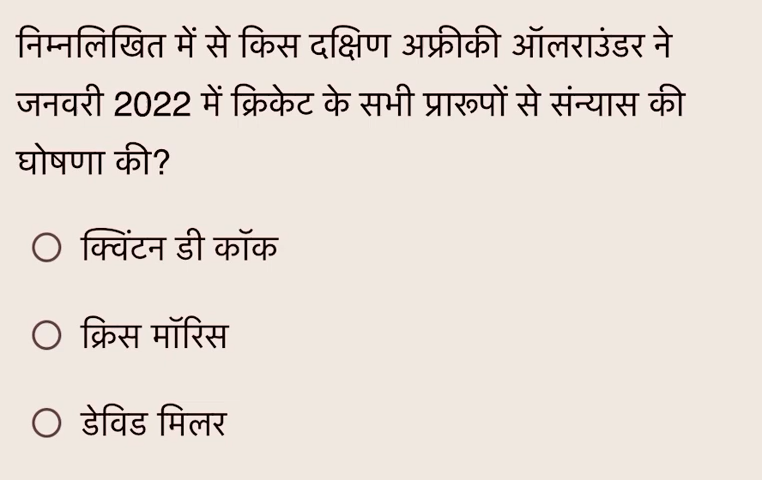 निम्नलिखित में से किस दक्षिण अफ्रीकी ऑलराउंडर ने
जनवरी 2022 में क्रिकेट के सभी प्रारूपों से संन्यास की
घोषणा की?
क्विंटन डी कॉक
क्रिस मॉरिस
डेविड मिलर